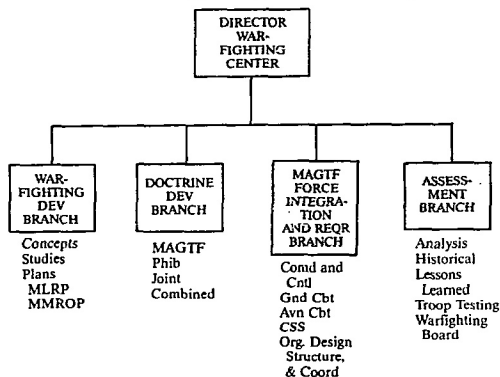 DIRECTOR
WAR-
FIGHTING
CENTER
WAR-
FIGHTING
DEV
BRANCH
Concepts
Studies
Plans
MLRP
MMROP
DOCTRINE
DEV
BRANCH
MAGTF
Phib
Joint
Combined
MAGTF
FORCE
INTEGRA-
TION
AND REQR
BRANCH
Comd and
Cntl
Gnd Cbt
Avn Cbt
CSS
Org. Design
Structure,
& Coord
ASSESS-
MENT
BRANCH
Analysis
Historical
Lessons
Learned
Troop Testing
Warfighting
Board